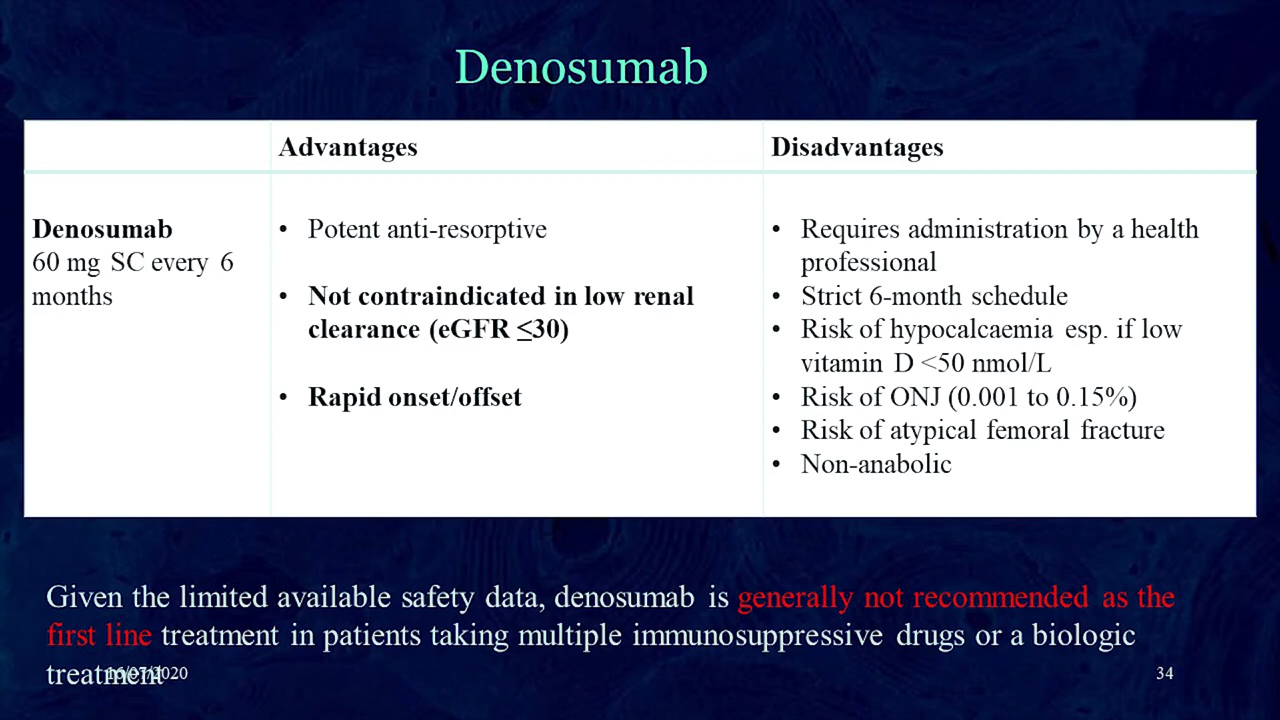 Denosumab
Advantages
Disadvantages
Denosumab
60 mg SC every 6
months
• Potent anti-resorptive
• Not contraindicated in low renal
clearance (eGFR ≤30)
• Rapid onset/offset
• Requires administration by a health
professional
• Strict 6-month schedule
• Risk of hypocalcaemia esp. if low
vitamin D <50 nmol/L
• Risk of ONJ (0.001 to 0.15%)
• Risk of atypical femoral fracture
• Non-anabolic
Given the limited available safety data, denosumab is generally not recommended as the
first line treatment in patients taking multiple immunosuppressive drugs or a biologic
treatment
16/07/2020
34